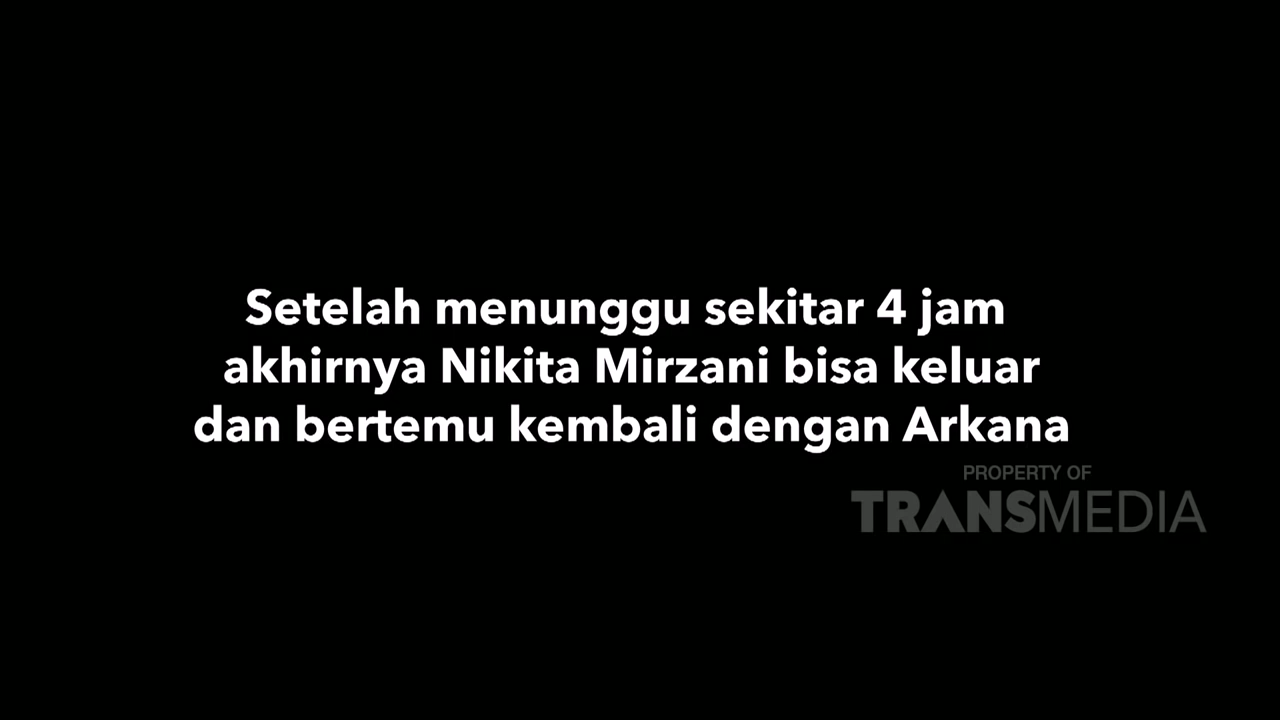 Setelah menunggu sekitar 4 jam
akhirnya Nikita Mirzani bisa keluar
dan bertemu kembali dengan Arkana
PROPERTY OF
TRANSMEDIA